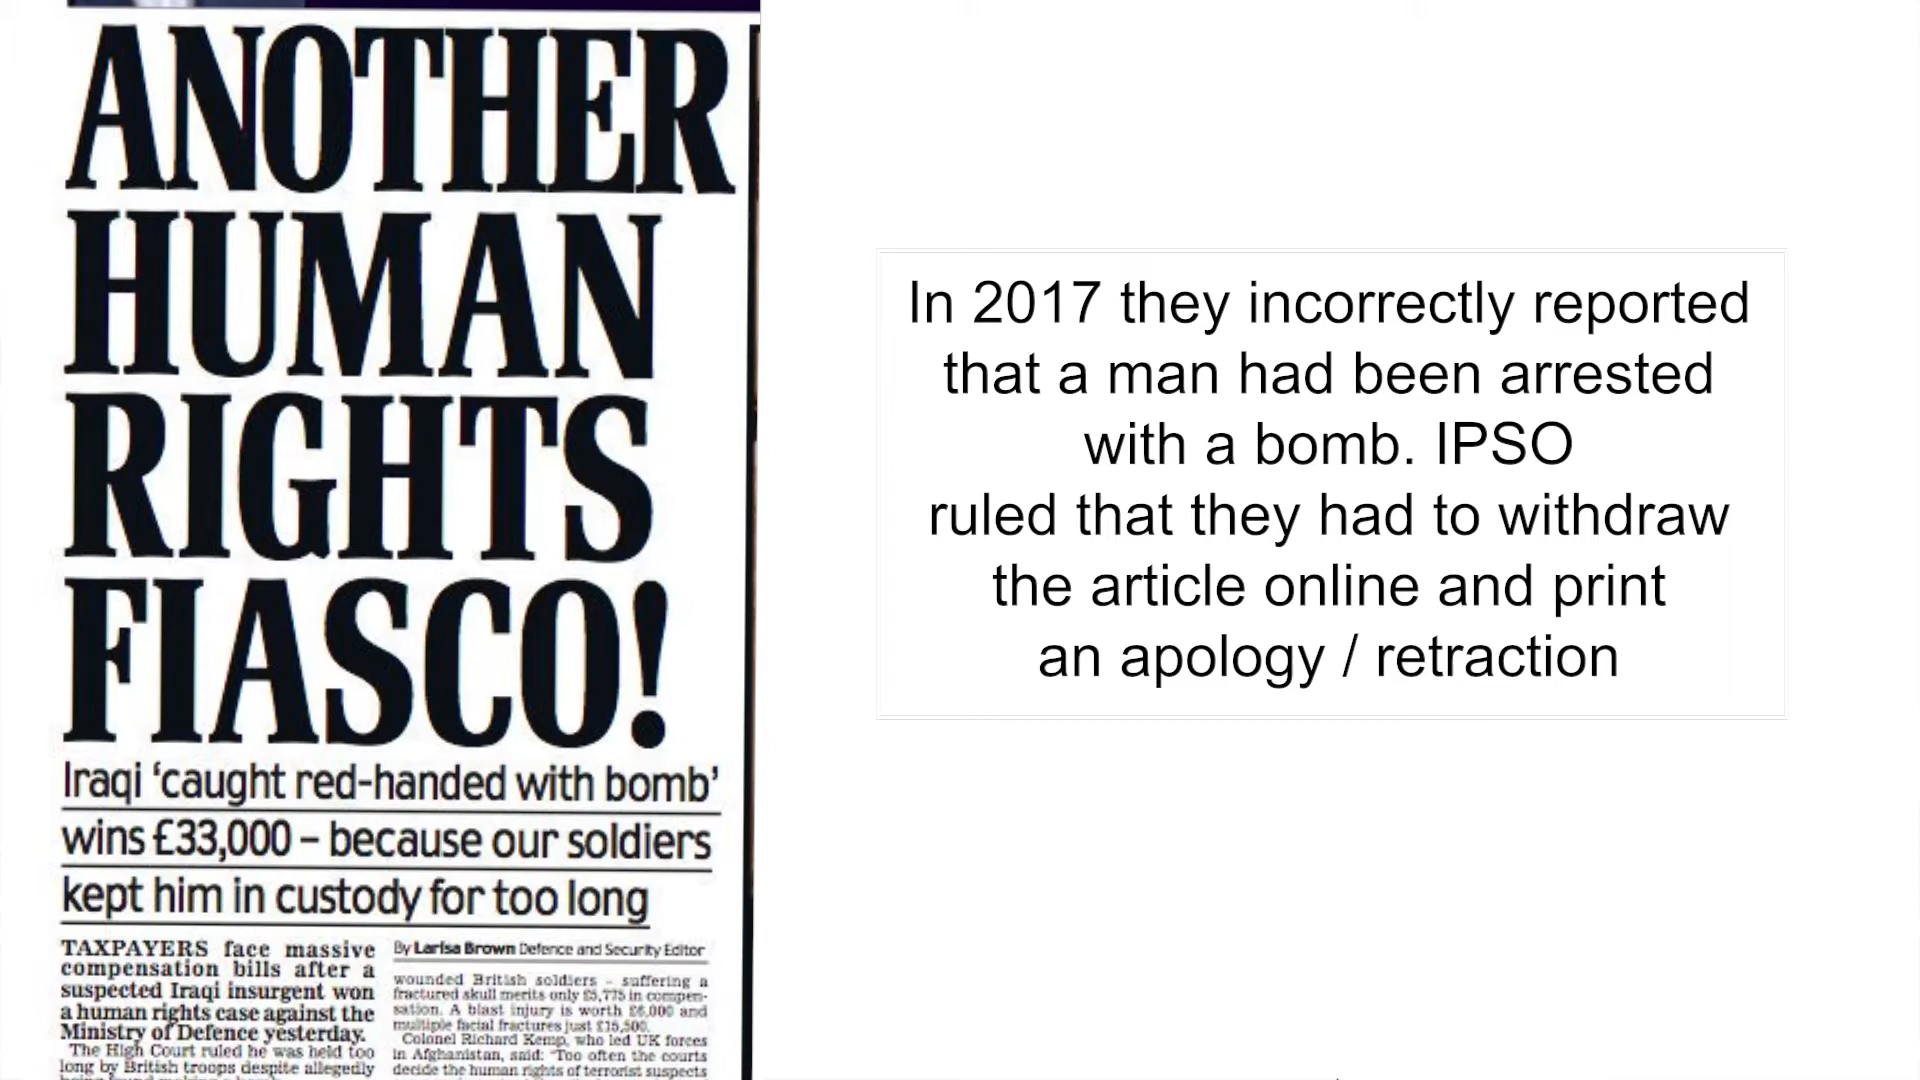 ANOTHER
HUMAN
RIGHTS
FIASCO!
Iraqi ‘caught red-handed with bomb’
wins £33,000 – because our soldiers
kept him in custody for too long
TAXPAYERS face massive
compensation bills after a
suspected Iraqi insurgent won
a human rights case against the
Ministry of Defence yesterday.
The High Court ruled he was held too
long by British troops despite allegedly
By Larisa Brown Defence and Security Editor
wounded British soldiers – suffering a
fractured skull merits only £5,775 in compen-
sation. A blast injury is worth £6,000 and
multiple facial fractures just £15,500.
Colonel Richard Kemp, who led UK forces
in Afghanistan, said: ‘Too often the courts
decide the human rights of terrorist suspects
In 2017 they incorrectly reported
that a man had been arrested
with a bomb. IPSO
ruled that they had to withdraw
the article online and print
an apology / retraction